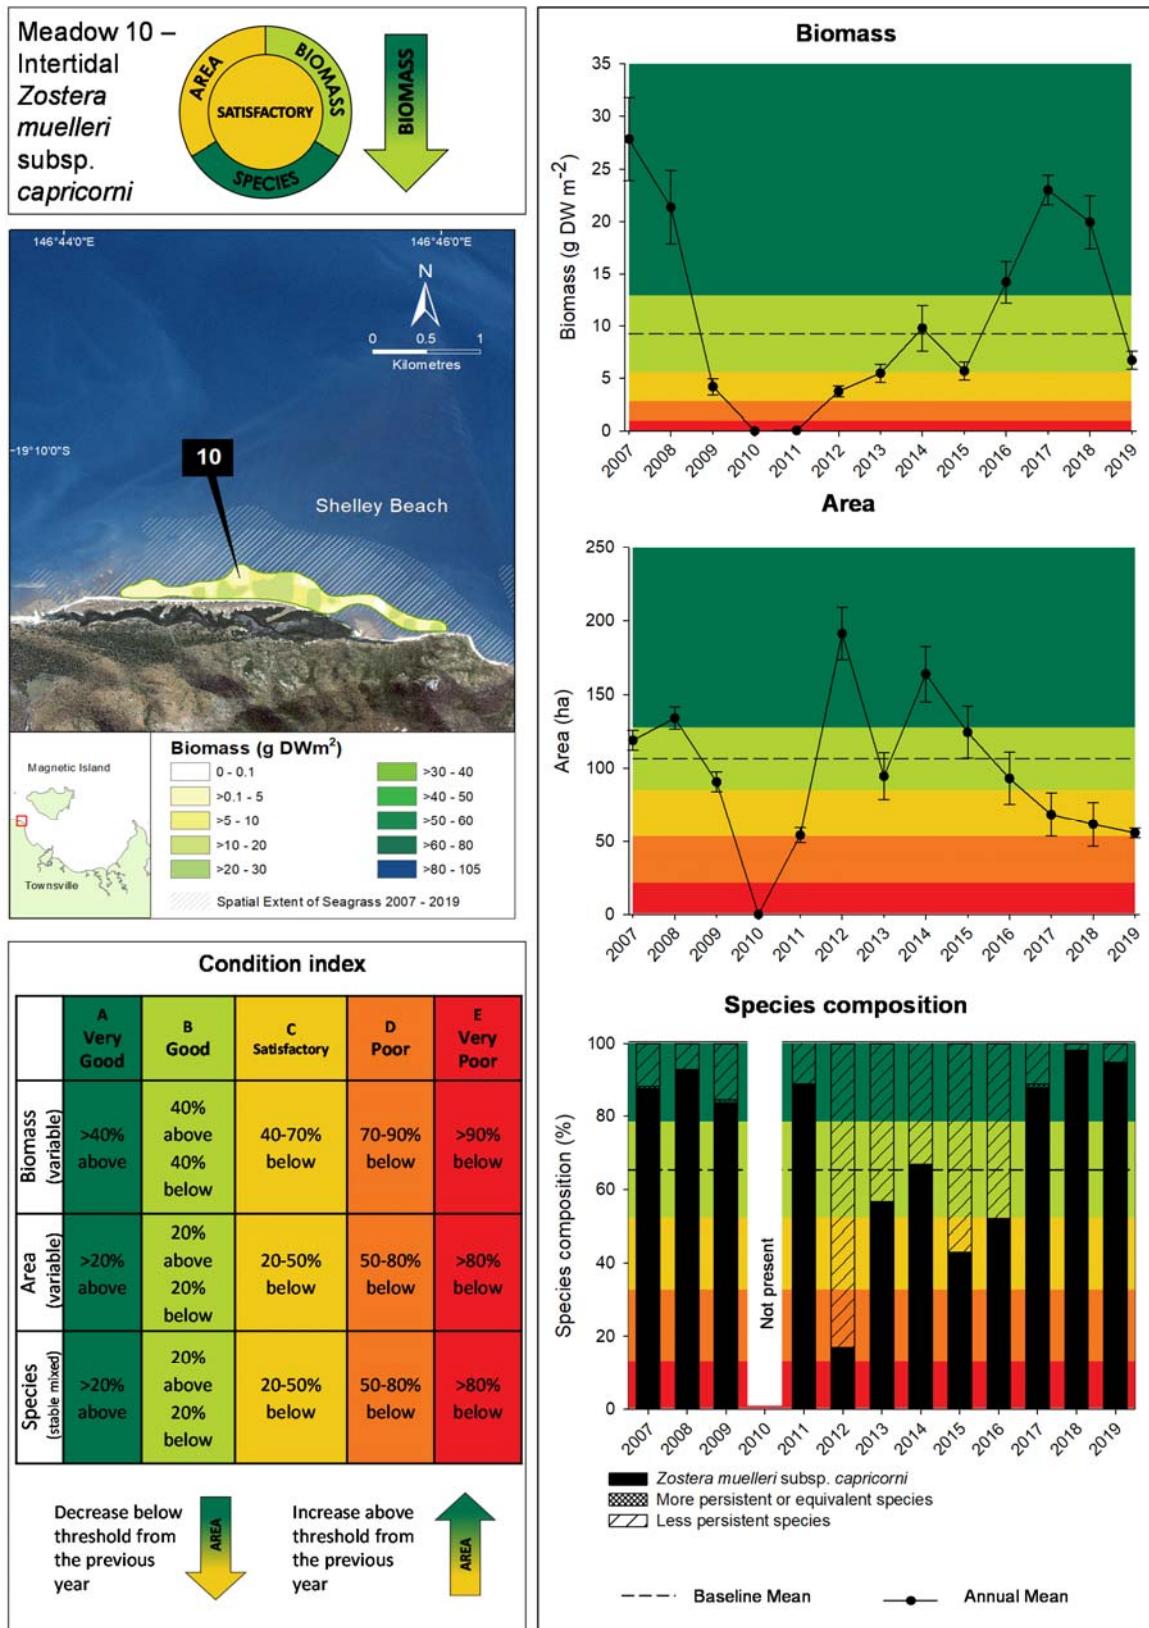 Meadow 10 –
Intertidal
Zostera
muelleri
subsp.
capricorni
AREA
BIOMASS
SATISFACTORY
SPECIES
BIOMASS
146°44'0"E
146°46'0"E
N
0 0.5 1
Kilometres
19°10'0"S
10
Shelley Beach
Magnetic Island
Townsville
Biomass (g DWm²)
0 - 0.1
>0.1 - 5
>5 - 10
>10 - 20
>20 - 30
>30 - 40
>40 - 50
>50 - 60
>60 - 80
>80 - 105
Spatial Extent of Seagrass 2007 - 2019
Condition index
A
Very
Good
B
Good
C
Satisfactory
D
Poor
E
Very
Poor
Biomass
(variable)
>40%
above
40%
above
40%
below
40-70%
below
70-90%
below
>90%
below
Area
(variable)
>20%
above
20%
above
20%
below
20-50%
below
50-80%
below
>80%
below
Species
(stable mixed)
>20%
above
20%
above
20%
below
20-50%
below
50-80%
below
>80%
below
Decrease below
threshold from
the previous
year
AREA
Increase above
threshold from
the previous
year
AREA
Biomass
Biomass (g DW m-2)
35
30
25
20
15
10
5
0
2007 2008 2009 2010 2011 2012 2013 2014 2015 2016 2017 2018 2019
Area
Area (ha)
250
200
150
100
50
0
2007 2008 2009 2010 2011 2012 2013 2014 2015 2016 2017 2018 2019
Species composition
Species composition (%)
100
80
60
40
20
0
Not present
2007 2008 2009 2010 2011 2012 2013 2014 2015 2016 2017 2018 2019
Zostera muelleri subsp. capricorni
More persistent or equivalent species
Less persistent species
Baseline Mean
Annual Mean